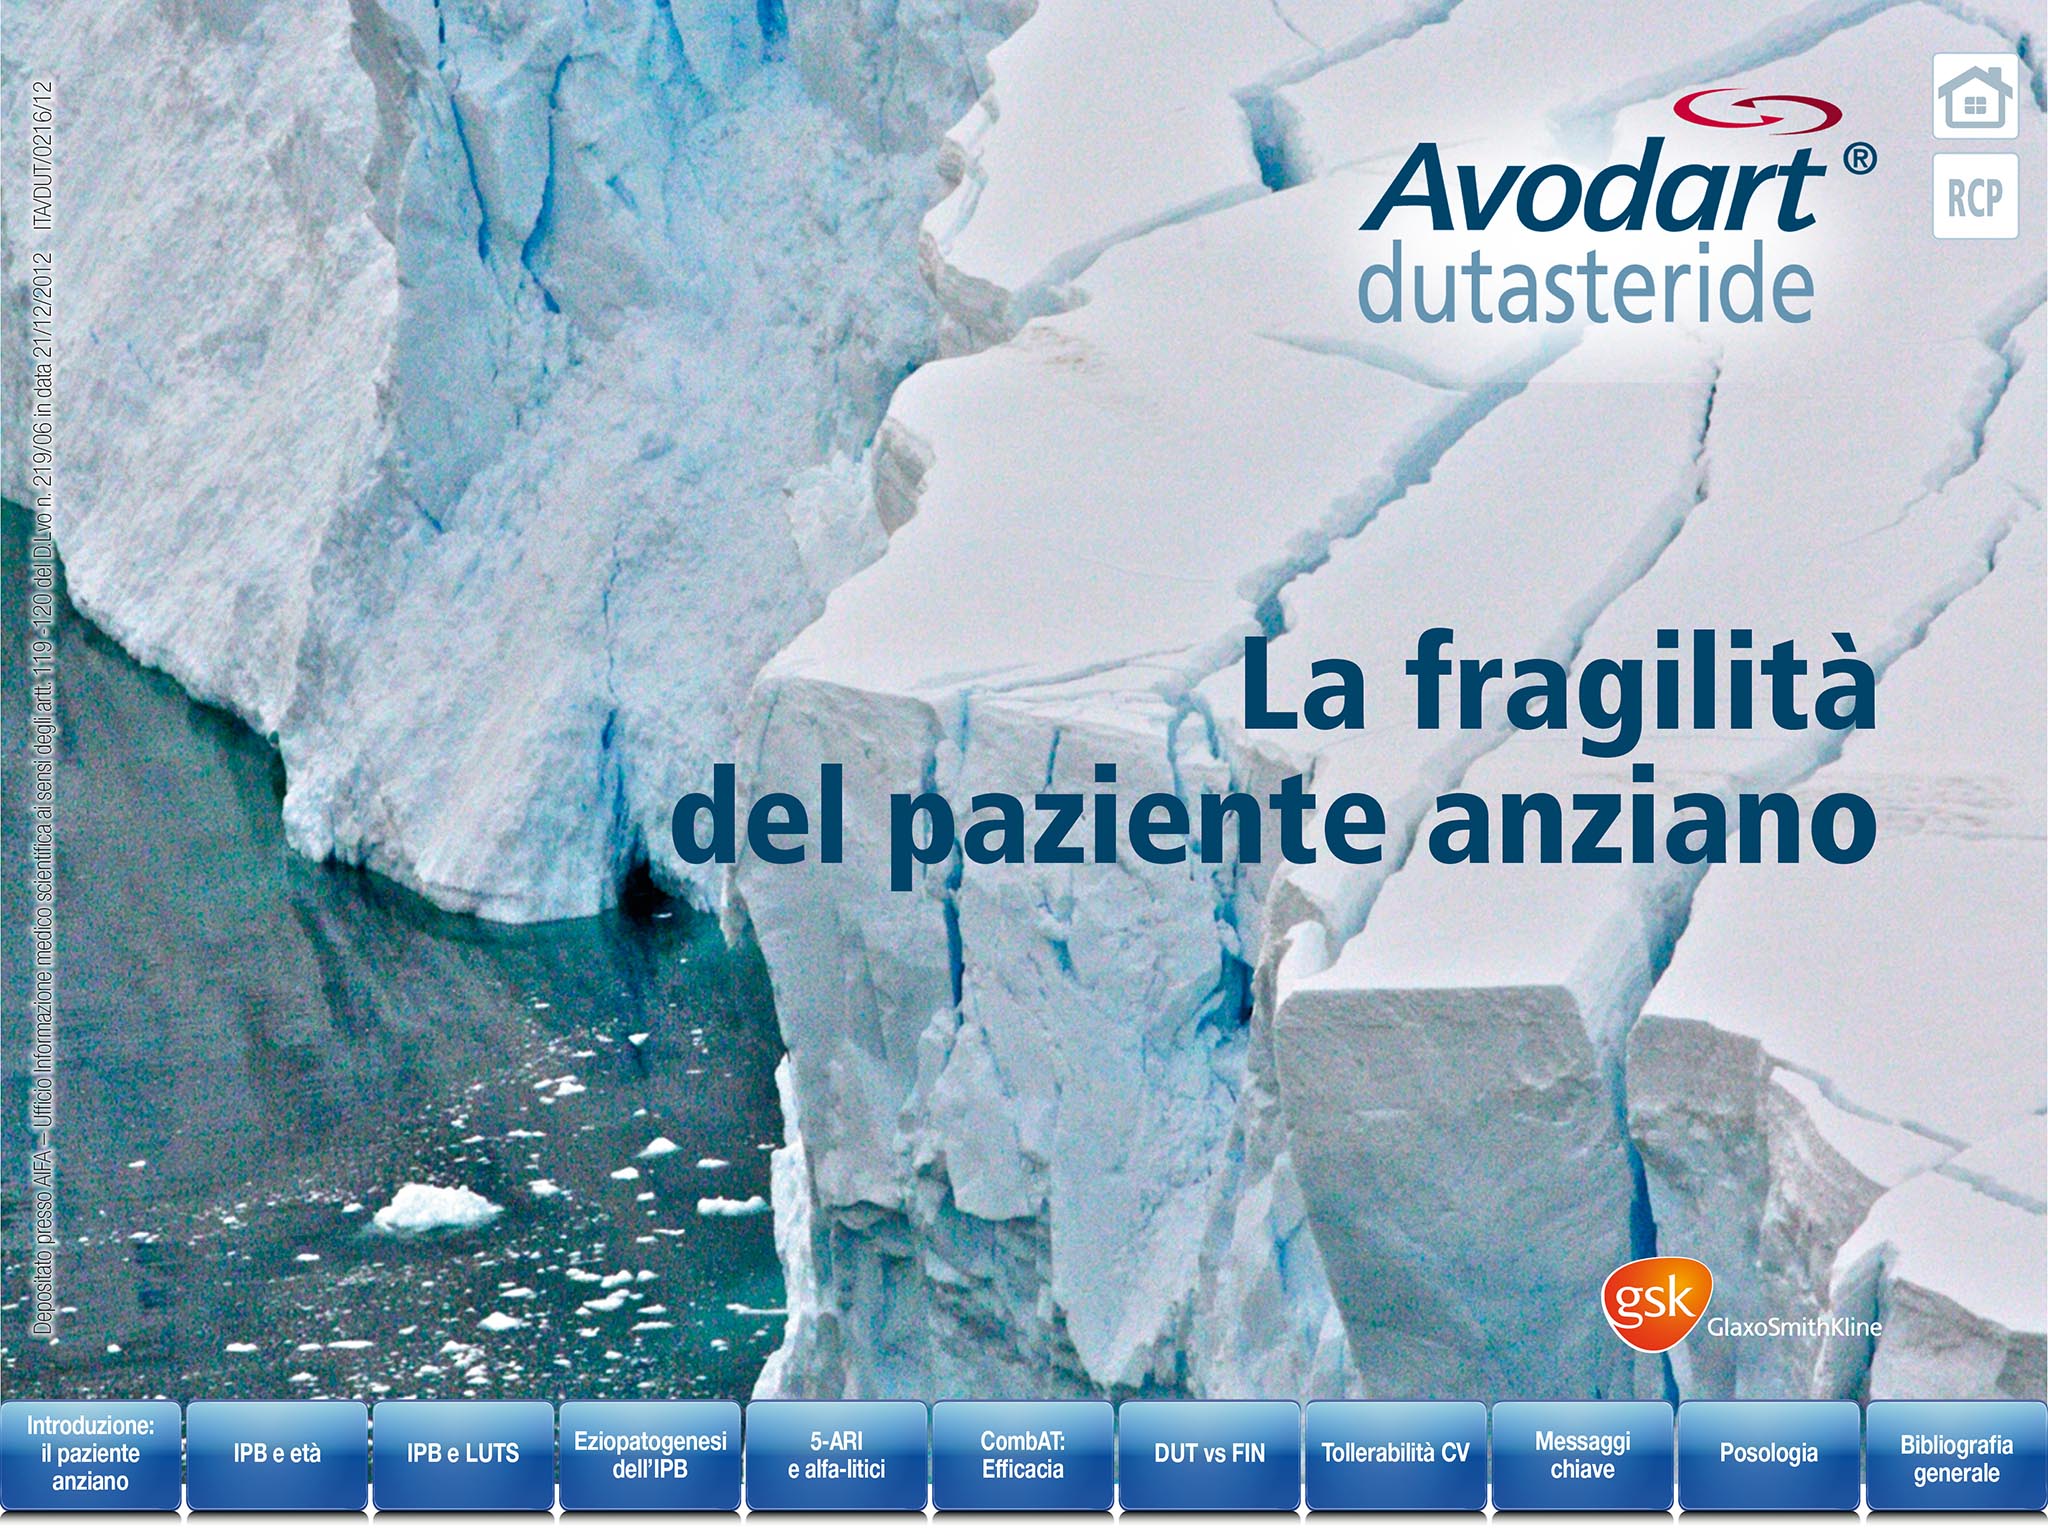 Avodart®
dutasteride
RCP
La fragilità
del paziente anziano
Depositato presso AIFA – Ufficio Informazione medico scientifica ai sensi degli artt. 119 -120 del D.Lvo n. 219/06 in data 21/12/2012 ITA/DUT/0216/12
gsk
GlaxoSmithKline
Introduzione:
il paziente
anziano
IPB e età
IPB e LUTS
Eziopatogenesi
dell'IPB
5-ARI
e alfa-litici
CombAT:
Efficacia
DUT vs FIN
Tollerabilità CV
Messaggi
chiave
Posologia
Bibliografia
generale